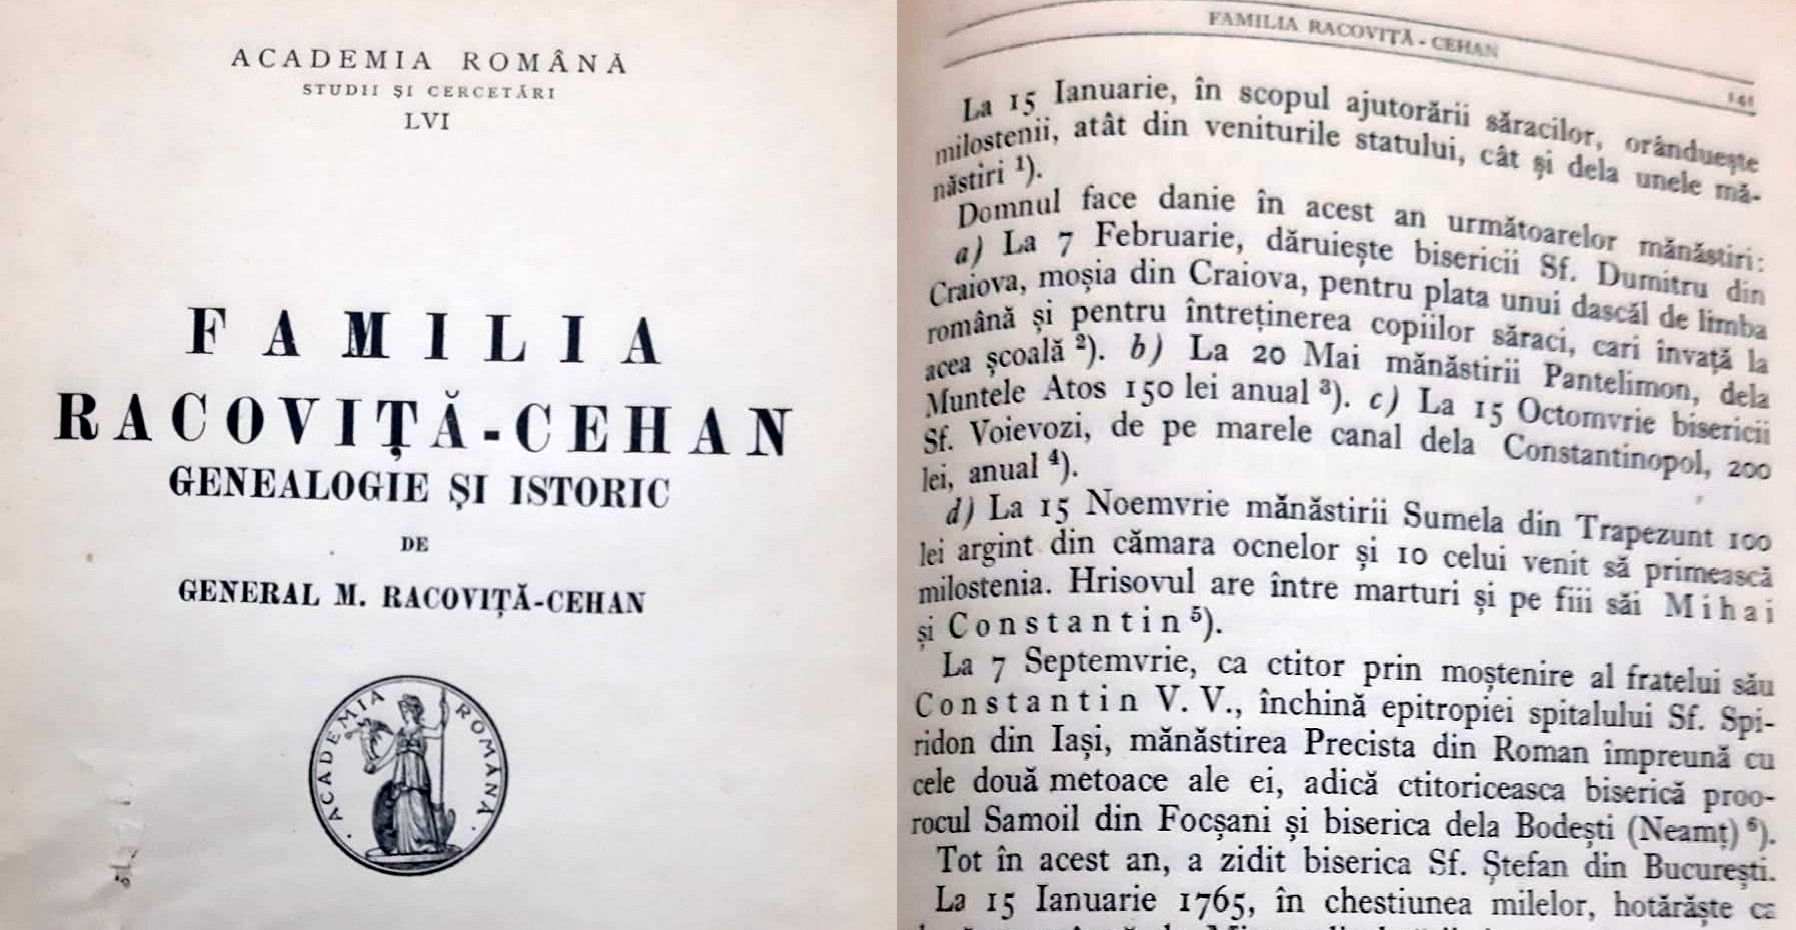 ACADEMIA ROMÂNĂ
STUDII ȘI CERCETĂRI
LVI
FAMILIA
RACOVIȚĂ-CEHAN
GENEALOGIE ȘI ISTORIC
DE
GENERAL M. RACOVIȚĂ-CEHAN
ACADEMIA ROMÂNĂ
FAMILIA RACOVIȚĂ-CEHAN
La 15 Ianuarie, în scopul ajutorării săracilor, orânduește
milostenii, atât din veniturile statului, cât și dela unele mă-
năstiri ¹).
Domnul face danie în acest an următoarelor mănăstiri:
a) La 7 Februarie, dăruiește bisericii Sf. Dumitru din
Craiova, moșia din Craiova, pentru plata unui dascăl de limba
română și pentru întreținerea copiilor săraci, cari învață la
acea școală ²). b) La 20 Mai mănăstirii Pantelimon, dela
Muntele Atos 150 lei anual ³). c) La 15 Octomvrie bisericii
Sf. Voievozi, de pe marele canal dela Constantinopol, 200
lei, anual ⁴).
d) La 15 Noemvrie mănăstirii Sumela din Trapezunt 100
lei argint din cămara ocnelor și 10 celui venit să primească
milostenia. Hrisovul are între marturi și pe fiii săi Mihai
și Constantin ⁵).
La 7 Septemvrie, ca ctitor prin moștenire al fratelui său
Constantin V. V., închină epitropiei spitalului Sf. Spi-
ridon din Iași, mănăstirea Precista din Roman împreună cu
cele două metoace ale ei, adică ctitoriceasca biserică proo-
rocul Samoil din Focșani și biserica dela Bodești (Neamț) ⁶).
Tot în acest an, a zidit biserica Sf. Ștefan din București.
La 15 Ianuarie 1765, în chestiunea milelor, hotărăște ca